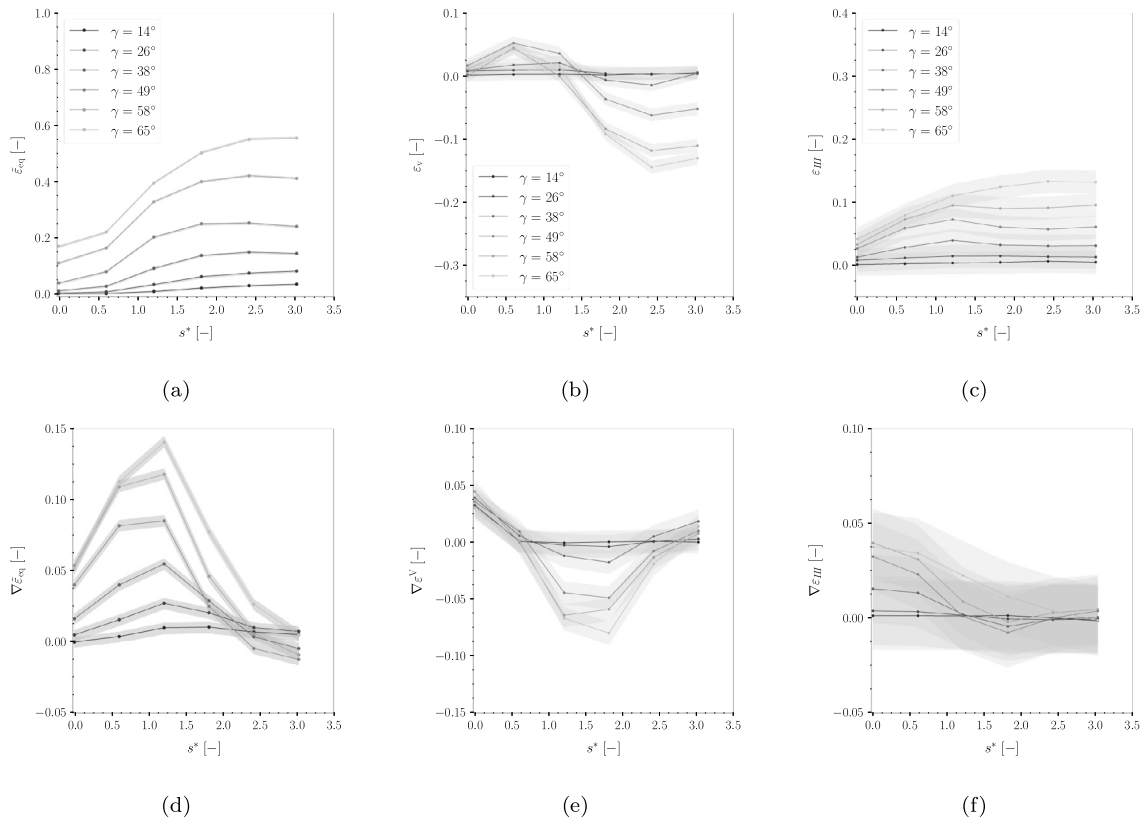 1.0
0.8
0.6
0.4
0.2
0.0
ε̄eq [−]
γ = 14°
γ = 26°
γ = 38°
γ = 49°
γ = 58°
γ = 65°
0.0 0.5 1.0 1.5 2.0 2.5 3.0 3.5
s* [−]
(a)
0.1
0.0
−0.1
−0.2
−0.3
εv [−]
γ = 14°
γ = 26°
γ = 38°
γ = 49°
γ = 58°
γ = 65°
0.0 0.5 1.0 1.5 2.0 2.5 3.0 3.5
s* [−]
(b)
0.4
0.3
0.2
0.1
0.0
εIII [−]
γ = 14°
γ = 26°
γ = 38°
γ = 49°
γ = 58°
γ = 65°
0.0 0.5 1.0 1.5 2.0 2.5 3.0 3.5
s* [−]
(c)
0.15
0.10
0.05
0.00
−0.05
∇ε̄eq [−]
0.0 0.5 1.0 1.5 2.0 2.5 3.0 3.5
s* [−]
(d)
0.10
0.05
0.00
−0.05
−0.10
−0.15
∇εV [−]
0.0 0.5 1.0 1.5 2.0 2.5 3.0 3.5
s* [−]
(e)
0.10
0.05
0.00
−0.05
∇εIII [−]
0.0 0.5 1.0 1.5 2.0 2.5 3.0 3.5
s* [−]
(f)